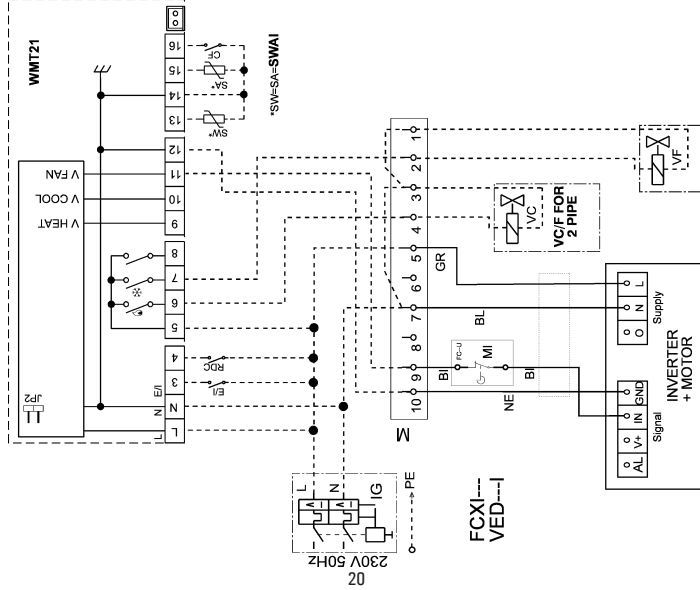 WMT21
16
15
14
13
12
11
10
9
8
7
6
5
4
3
N
L
CF
SA*
SW*
*SW=SA=SWAI
V FAN
V COOL
V HEAT
JP2
E/I
N
L
RDC
E/I
1
2
3
4
5
6
7
8
9
10
M
VF
VC
VC/F FOR
2 PIPE
GR
BL
BI
FC-U
MI
BI
NE
L
N
O
Supply
GND
IN
V+
AL
Signal
INVERTER
+ MOTOR
L
N
IG
230V 50Hz
PE
FCXI---
VED---I
20